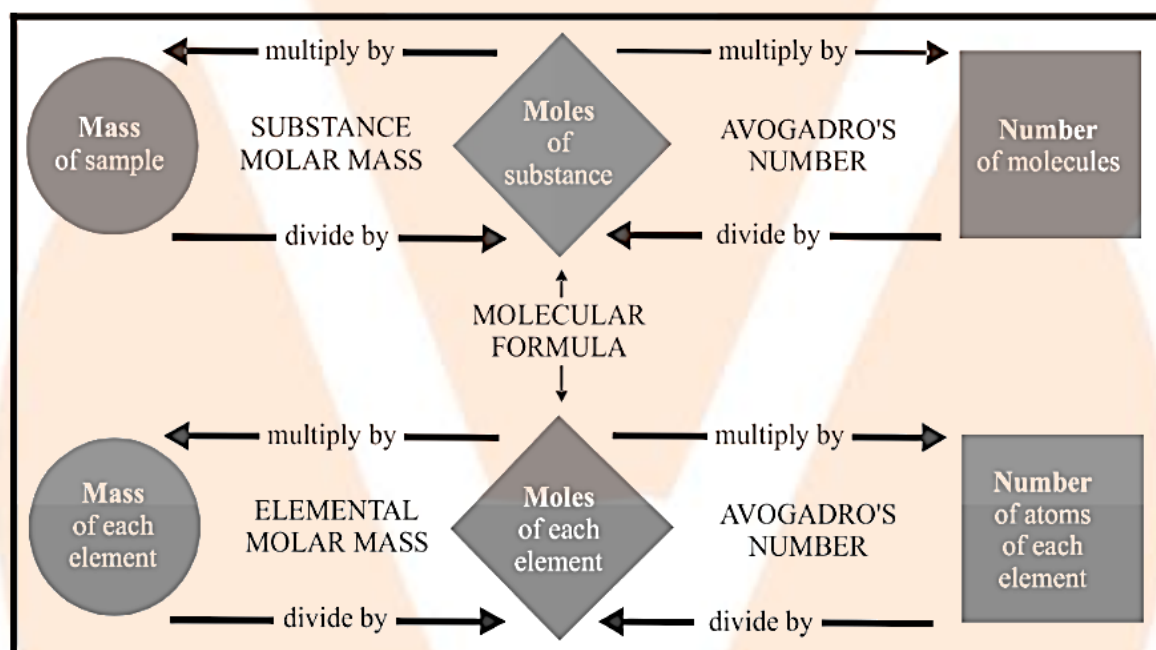 multiply by
multiply by
Mass
of sample
SUBSTANCE
MOLAR MASS
Moles
of
substance
AVOGADRO'S
NUMBER
Number
of molecules
divide by
divide by
MOLECULAR
FORMULA
multiply by
multiply by
Mass
of each
element
ELEMENTAL
MOLAR MASS
Moles
of each
element
AVOGADRO'S
NUMBER
Number
of atoms
of each
element
divide by
divide by